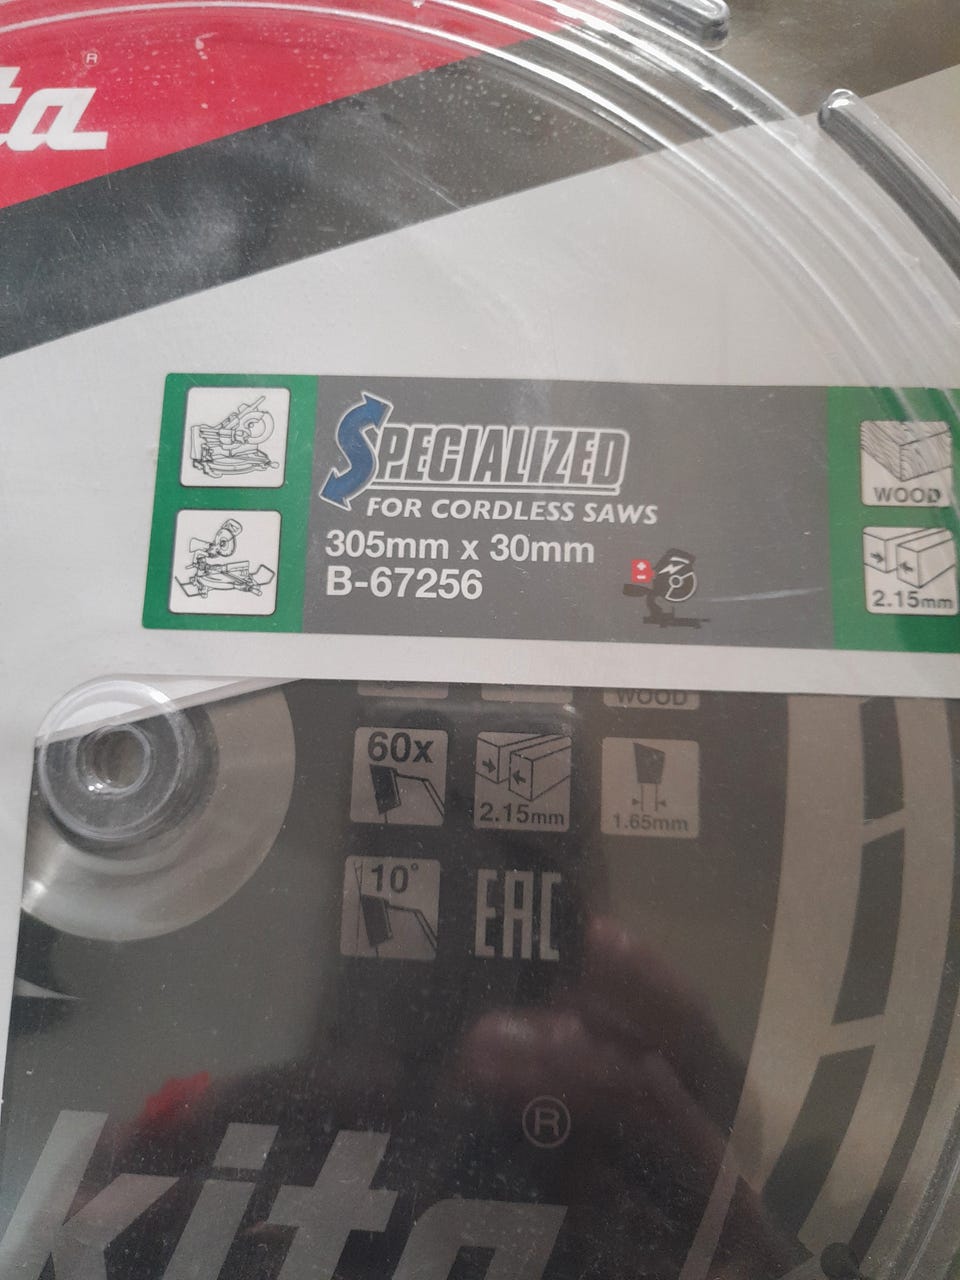 ta®
SPECIALIZED
FOR CORDLESS SAWS
305mm x 30mm
B-67256
WOOD
2.15mm
WOOD
60x
2.15mm
1.65mm
10°
EAC
®
kita